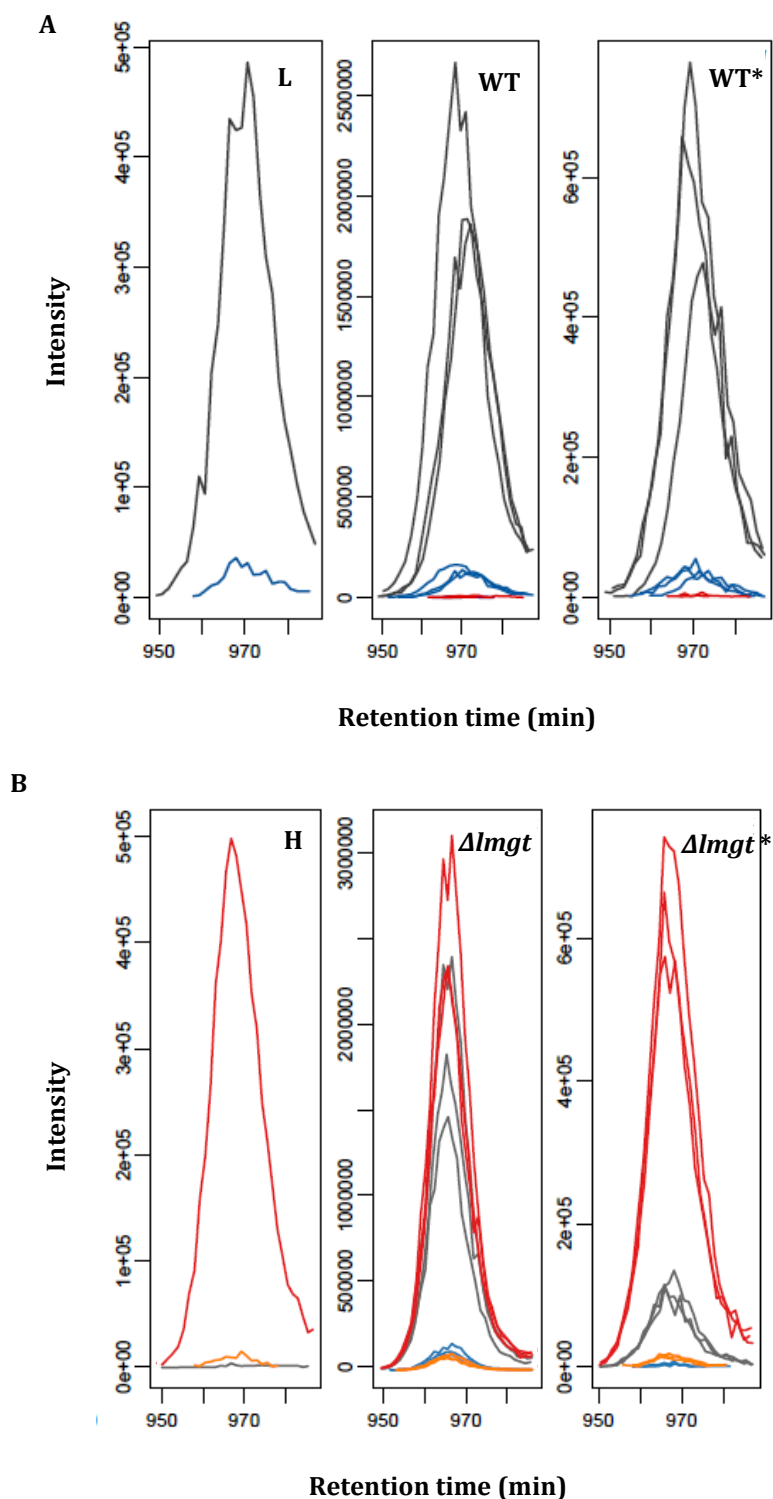 A
L
WT
WT*
0e+00 1e+05 2e+05 3e+05 4e+05 5e+05
0 500000 1000000 1500000 2000000 2500000
0e+00 2e+05 4e+05 6e+05
Intensity
950 970
950 970
950 970
Retention time (min)
B
H
Δlmgt
Δlmgt *
0e+00 1e+05 2e+05 3e+05 4e+05 5e+05
0 500000 1000000 2000000 3000000
0e+00 2e+05 4e+05 6e+05
Intensity
950 970
950 970
950 970
Retention time (min)